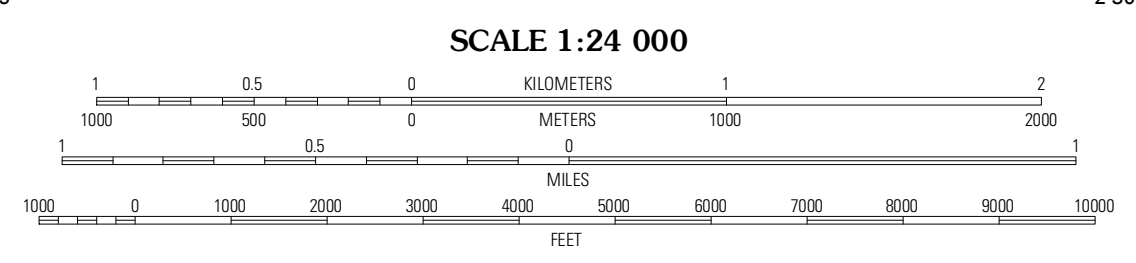 SCALE 1:24 000
1 0.5 0 KILOMETERS 1 2
1000 500 0 METERS 1000 2000
1 0.5 0 1
MILES
1000 0 1000 2000 3000 4000 5000 6000 7000 8000 9000 10000
FEET